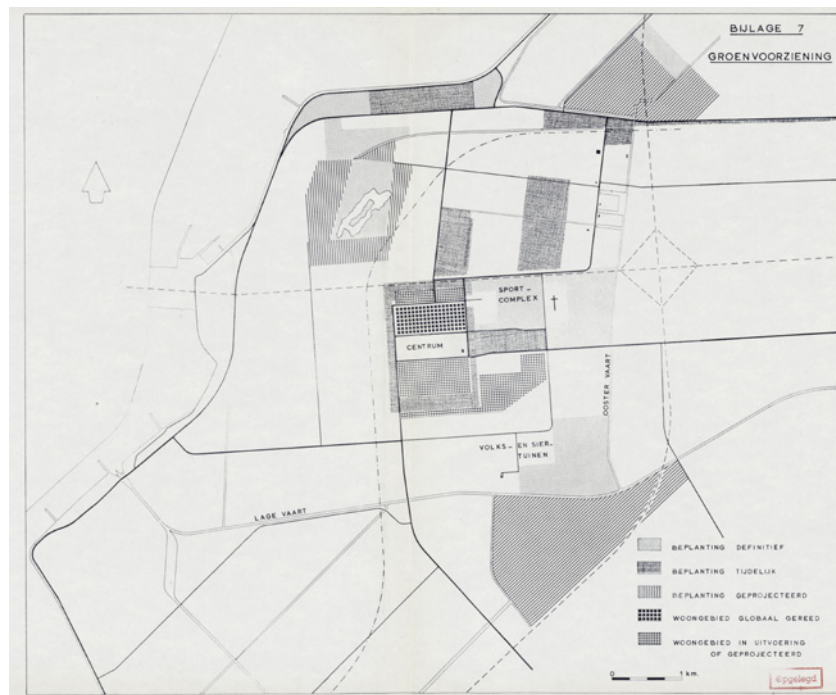 BIJLAGE 7
GROENVOORZIENING
SPORT-
COMPLEX
CENTRUM
OOSTER VAART
VOLKS- EN SIER-
TUINEN
LAGE VAART
BEPLANTING DEFINITIEF
BEPLANTING TIJDELIJK
BEPLANTING GEPROJECTEERD
WOONGEBIED GLOBAAL GEREED
WOONGEBIED IN UITVOERING
OF GEPROJECTEERD
0 1 km.
Opgelegd